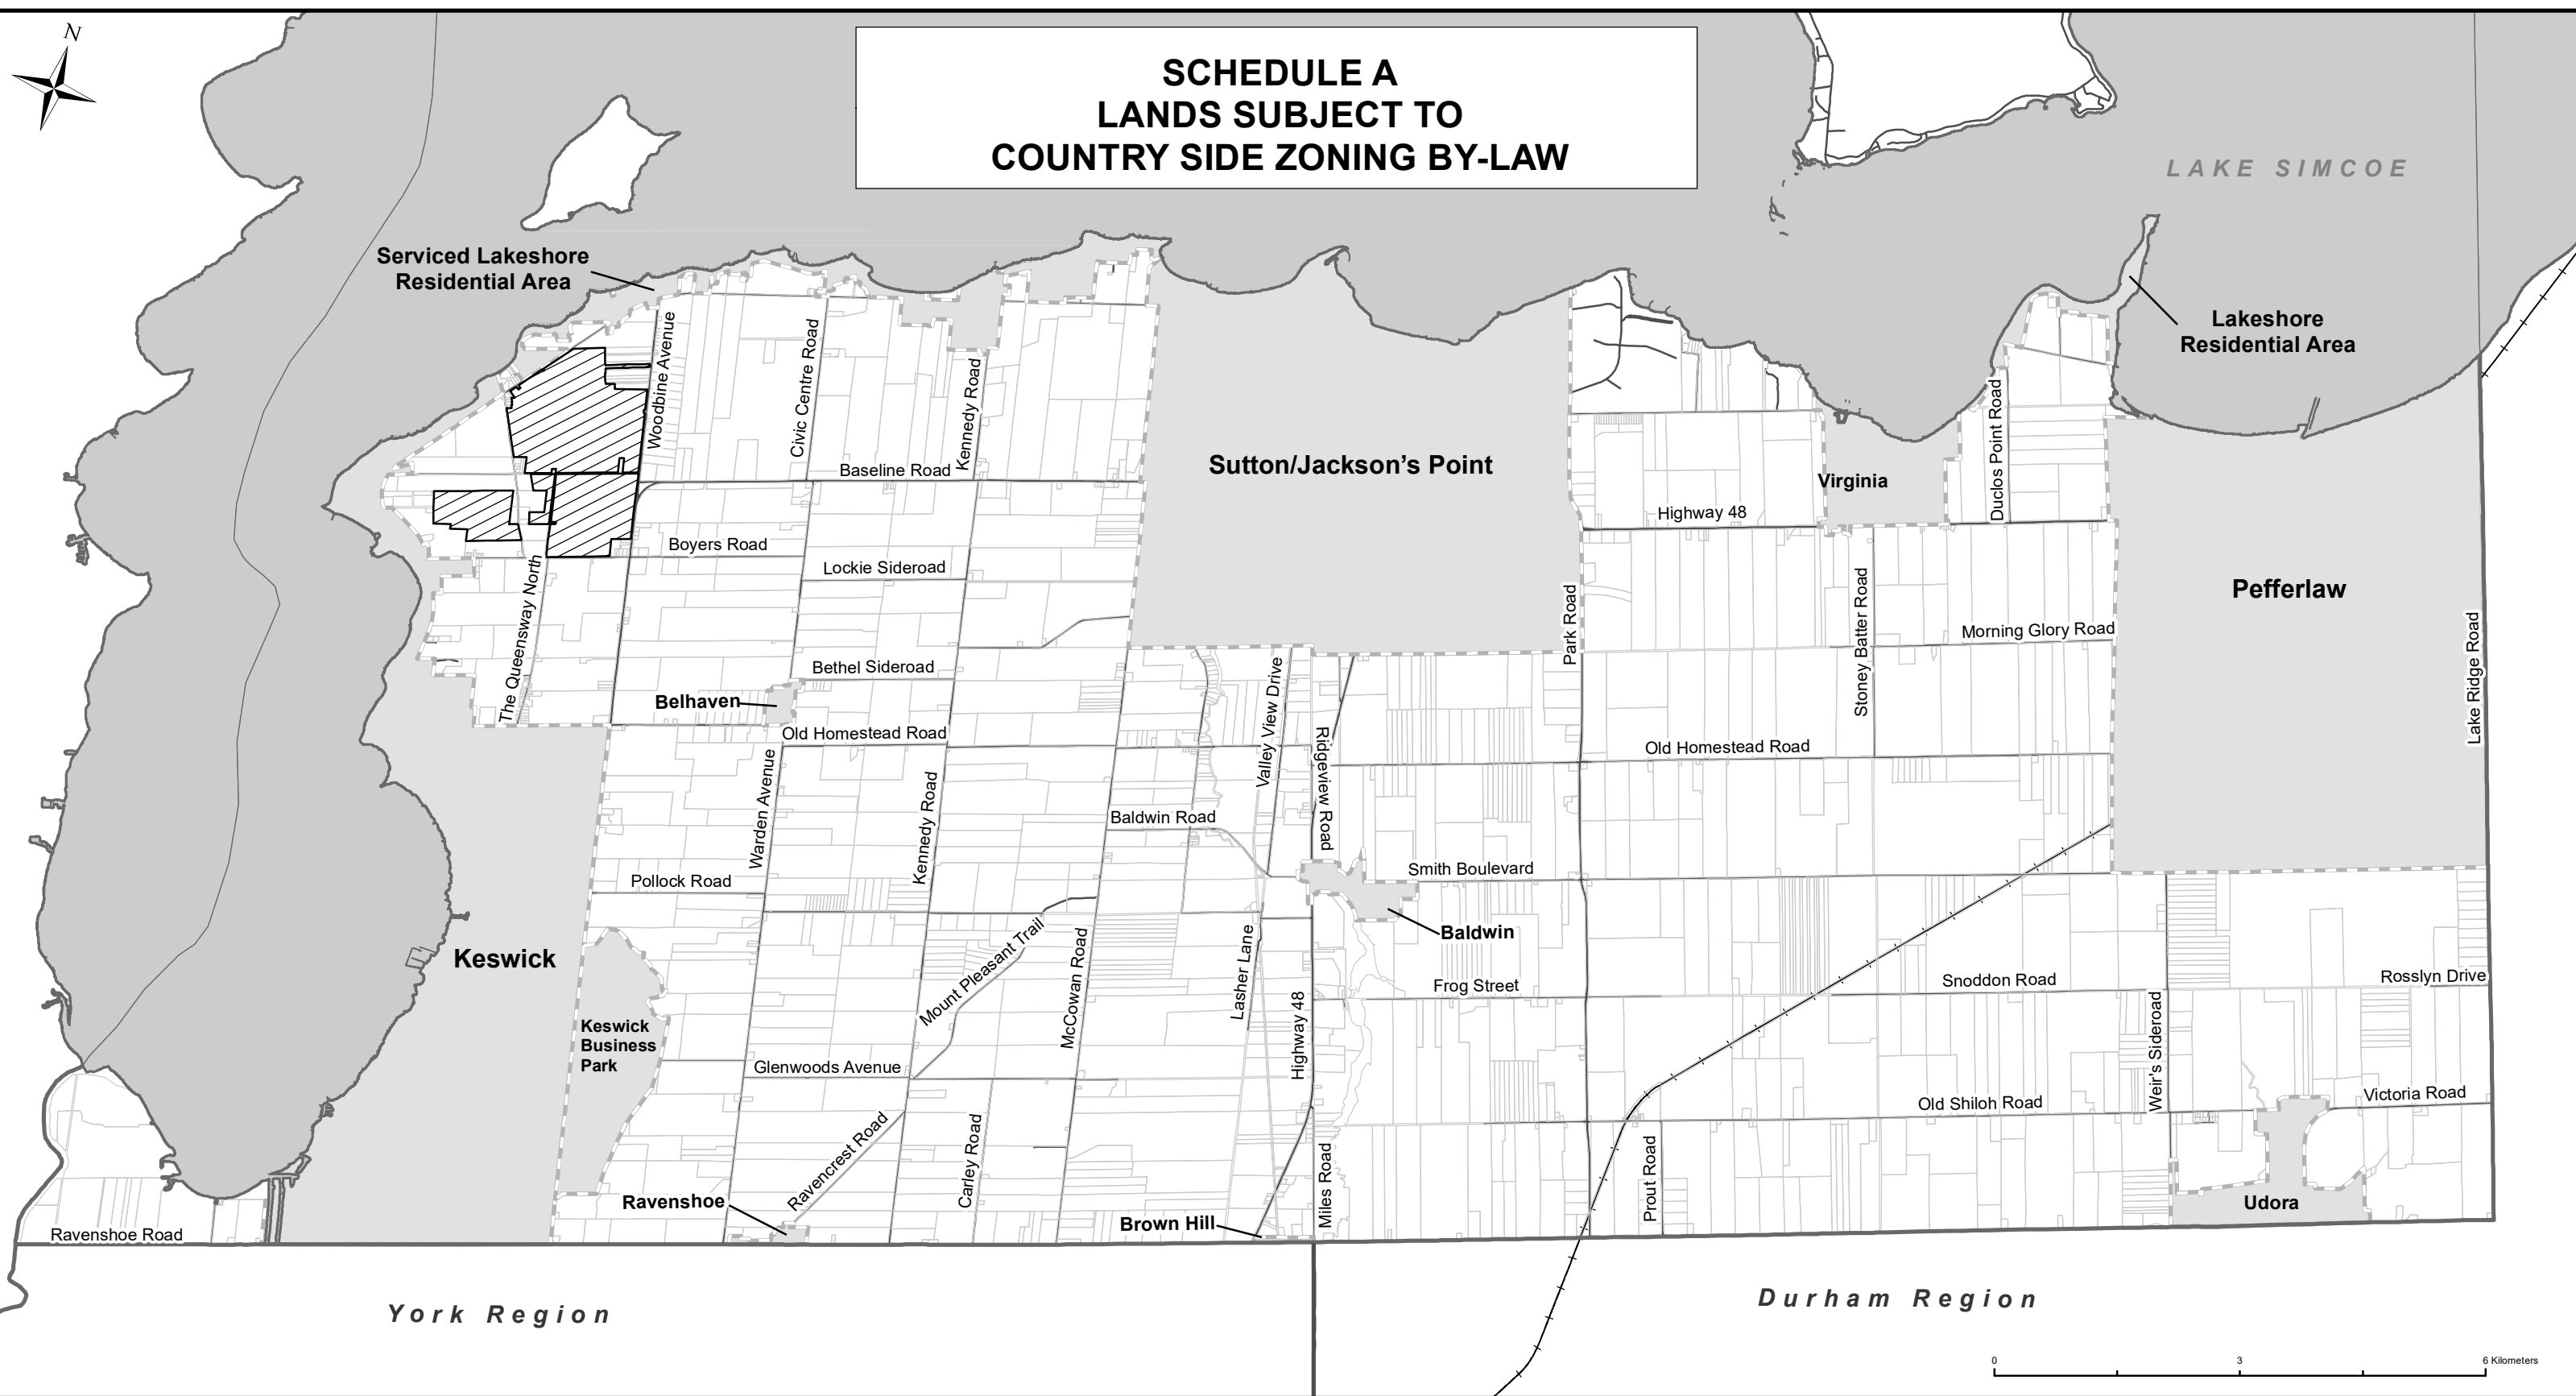 N
SCHEDULE A
LANDS SUBJECT TO
COUNTRY SIDE ZONING BY-LAW
LAKE SIMCOE
Serviced Lakeshore
Residential Area
Lakeshore
Residential Area
Woodbine Avenue
Civic Centre Road
Kennedy Road
Baseline Road
Sutton/Jackson's Point
Virginia
Duclos Point Road
Highway 48
Boyers Road
Lockie Sideroad
The Queensway North
Park Road
Stoney Batter Road
Morning Glory Road
Pefferlaw
Lake Ridge Road
Bethel Sideroad
Belhaven
Old Homestead Road
Valley View Drive
Ridgeview Road
Old Homestead Road
Warden Avenue
Kennedy Road
Baldwin Road
Smith Boulevard
Pollock Road
Baldwin
Keswick
Mount Pleasant Trail
McCowan Road
Lasher Lane
Highway 48
Frog Street
Snoddon Road
Rosslyn Drive
Keswick
Business
Park
Glenwoods Avenue
Weir's Sideroad
Old Shiloh Road
Victoria Road
Ravencrest Road
Carley Road
Miles Road
Prout Road
Ravenshoe
Brown Hill
Udora
Ravenshoe Road
York Region
Durham Region
0 3 6 Kilometers